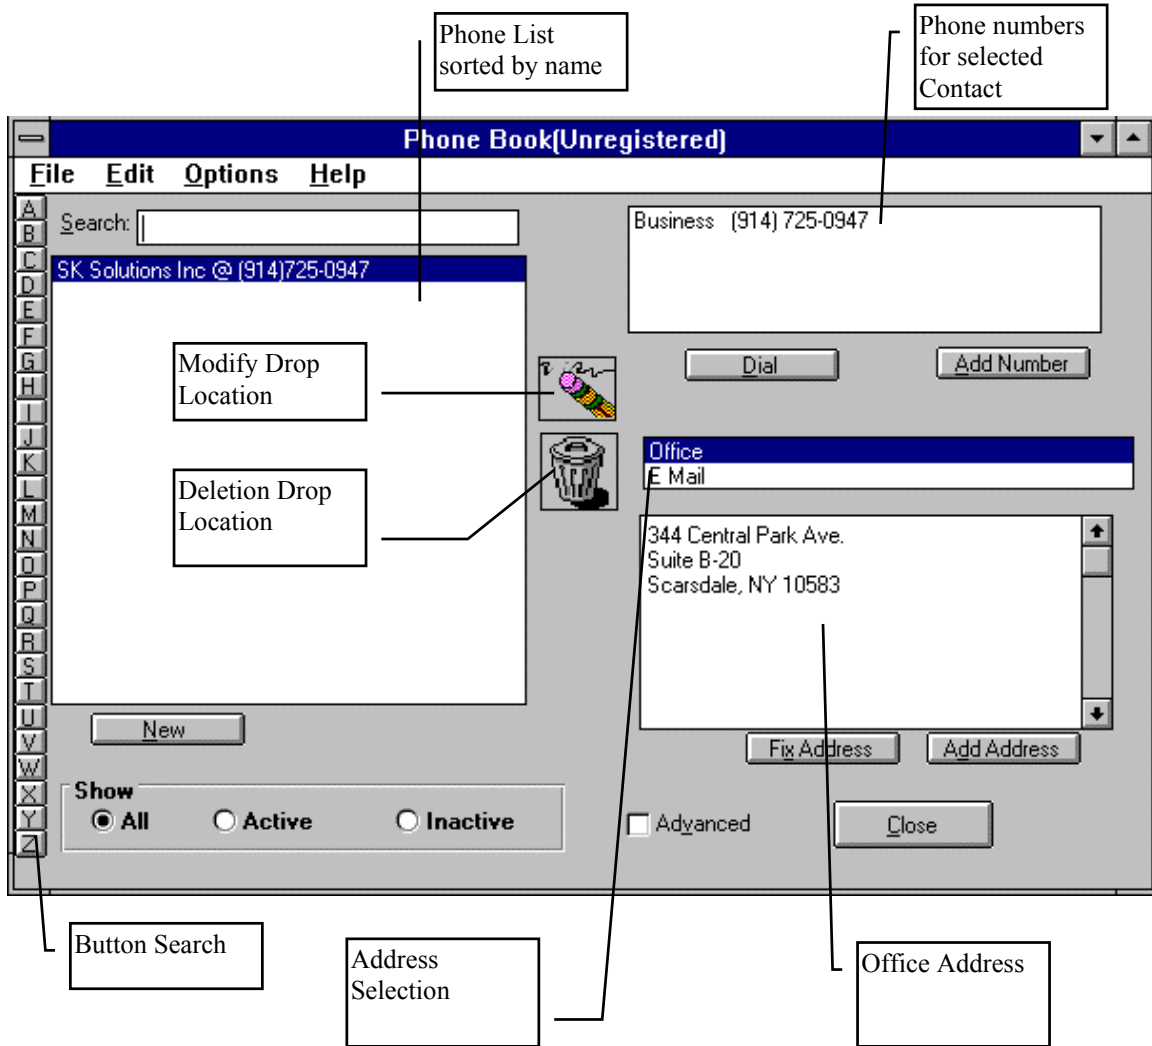 Phone List
sorted by name
Phone numbers
for selected
Contact
Phone Book(Unregistered)
File Edit Options Help
A
B
C
D
E
F
G
H
I
J
K
L
M
N
O
P
Q
R
S
T
U
V
W
X
Y
Z
Search:
SK Solutions Inc @ (914)725-0947
Business (914) 725-0947
Modify Drop
Location
Dial
Add Number
Deletion Drop
Location
Office
E Mail
344 Central Park Ave.
Suite B-20
Scarsdale, NY 10583
New
Fix Address
Add Address
Show
All
Active
Inactive
Advanced
Close
Button Search
Address
Selection
Office Address